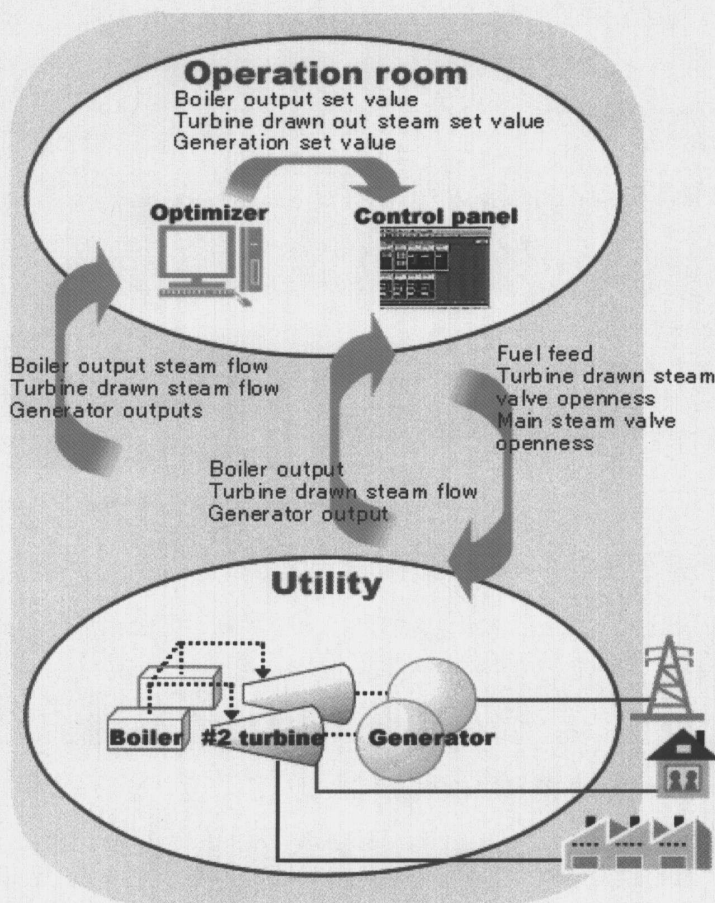 Operation room
Boiler output set value
Turbine drawn out steam set value
Generation set value
Optimizer
Control panel
Boiler output steam flow
Turbine drawn steam flow
Generator outputs
Fuel feed
Turbine drawn steam
valve openness
Main steam valve
openness
Boiler output
Turbine drawn steam flow
Generator output
Utility
Boiler
#2 turbine
Generator